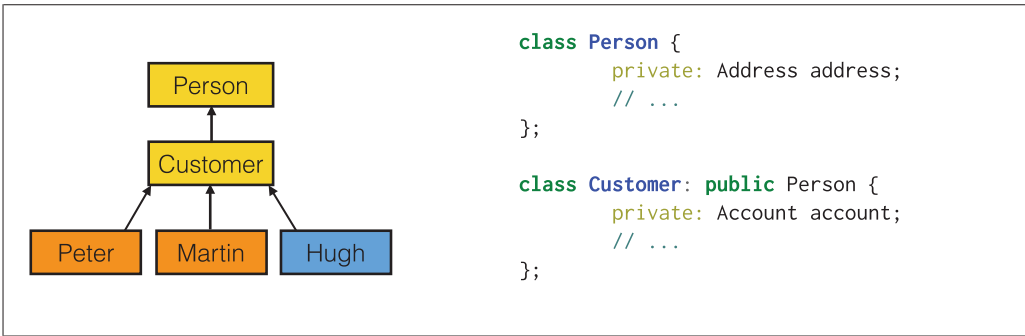 Person
Customer
Peter Martin Hugh
class Person {
private: Address address;
// ...
};
class Customer: public Person {
private: Account account;
// ...
};